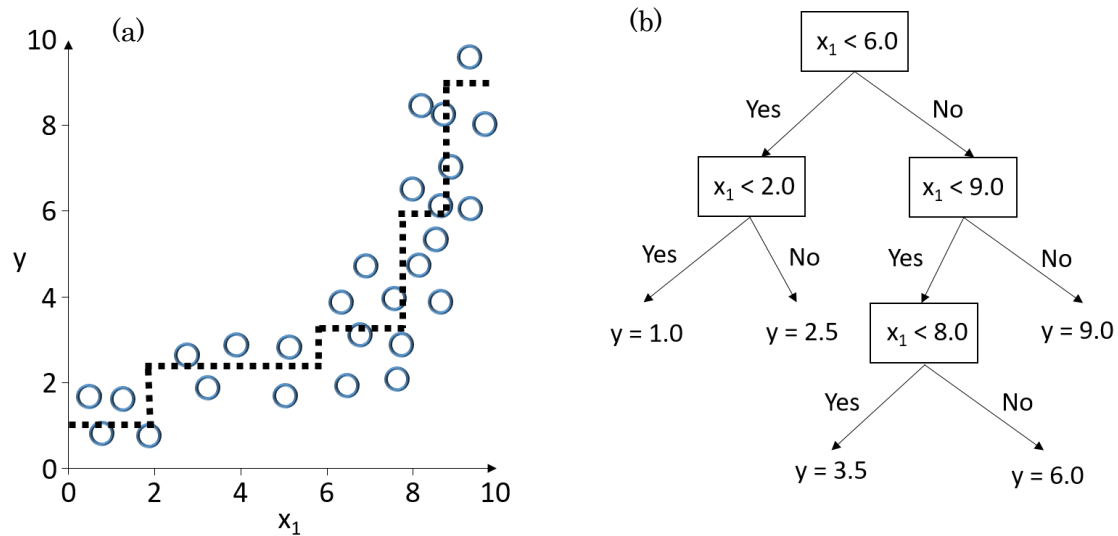 (a)
10
8
6
y
4
2
0
0 2 4 6 8 10
x₁
(b)
x₁ < 6.0
Yes No
x₁ < 2.0 x₁ < 9.0
Yes No Yes No
y = 1.0 y = 2.5 x₁ < 8.0 y = 9.0
Yes No
y = 3.5 y = 6.0